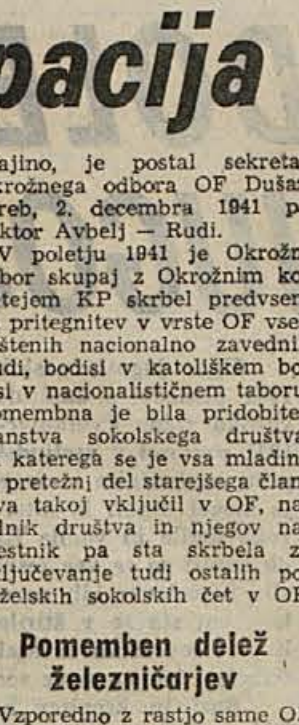 pacija
ajino, je postal sekreta
krožnega odbora OF Duša
reb, 2. decembra 1941 p
ktor Avbelj — Rudi.
V poletju 1941 je Okrožn
bor skupaj z Okrožnim ko
tejem KP skrbel predvsem
pritegnitev v vrste OF vse
štenih nacionalno zavedni
udi, bodisi v katoliškem bo
si v nacionalističnem taboru
omembna je bila pridobite
anstva sokolskega društva
katerega se je vsa mladin
pretežni del starejšega član
va takoj vključil v OF, na
lnik društva in njegov na
estnik pa sta skrbela z
ključevanje tudi ostalih po
želskih sokolskih čet v OF
Pomemben delež
železničarjev
Vzporedno z rastjo same O